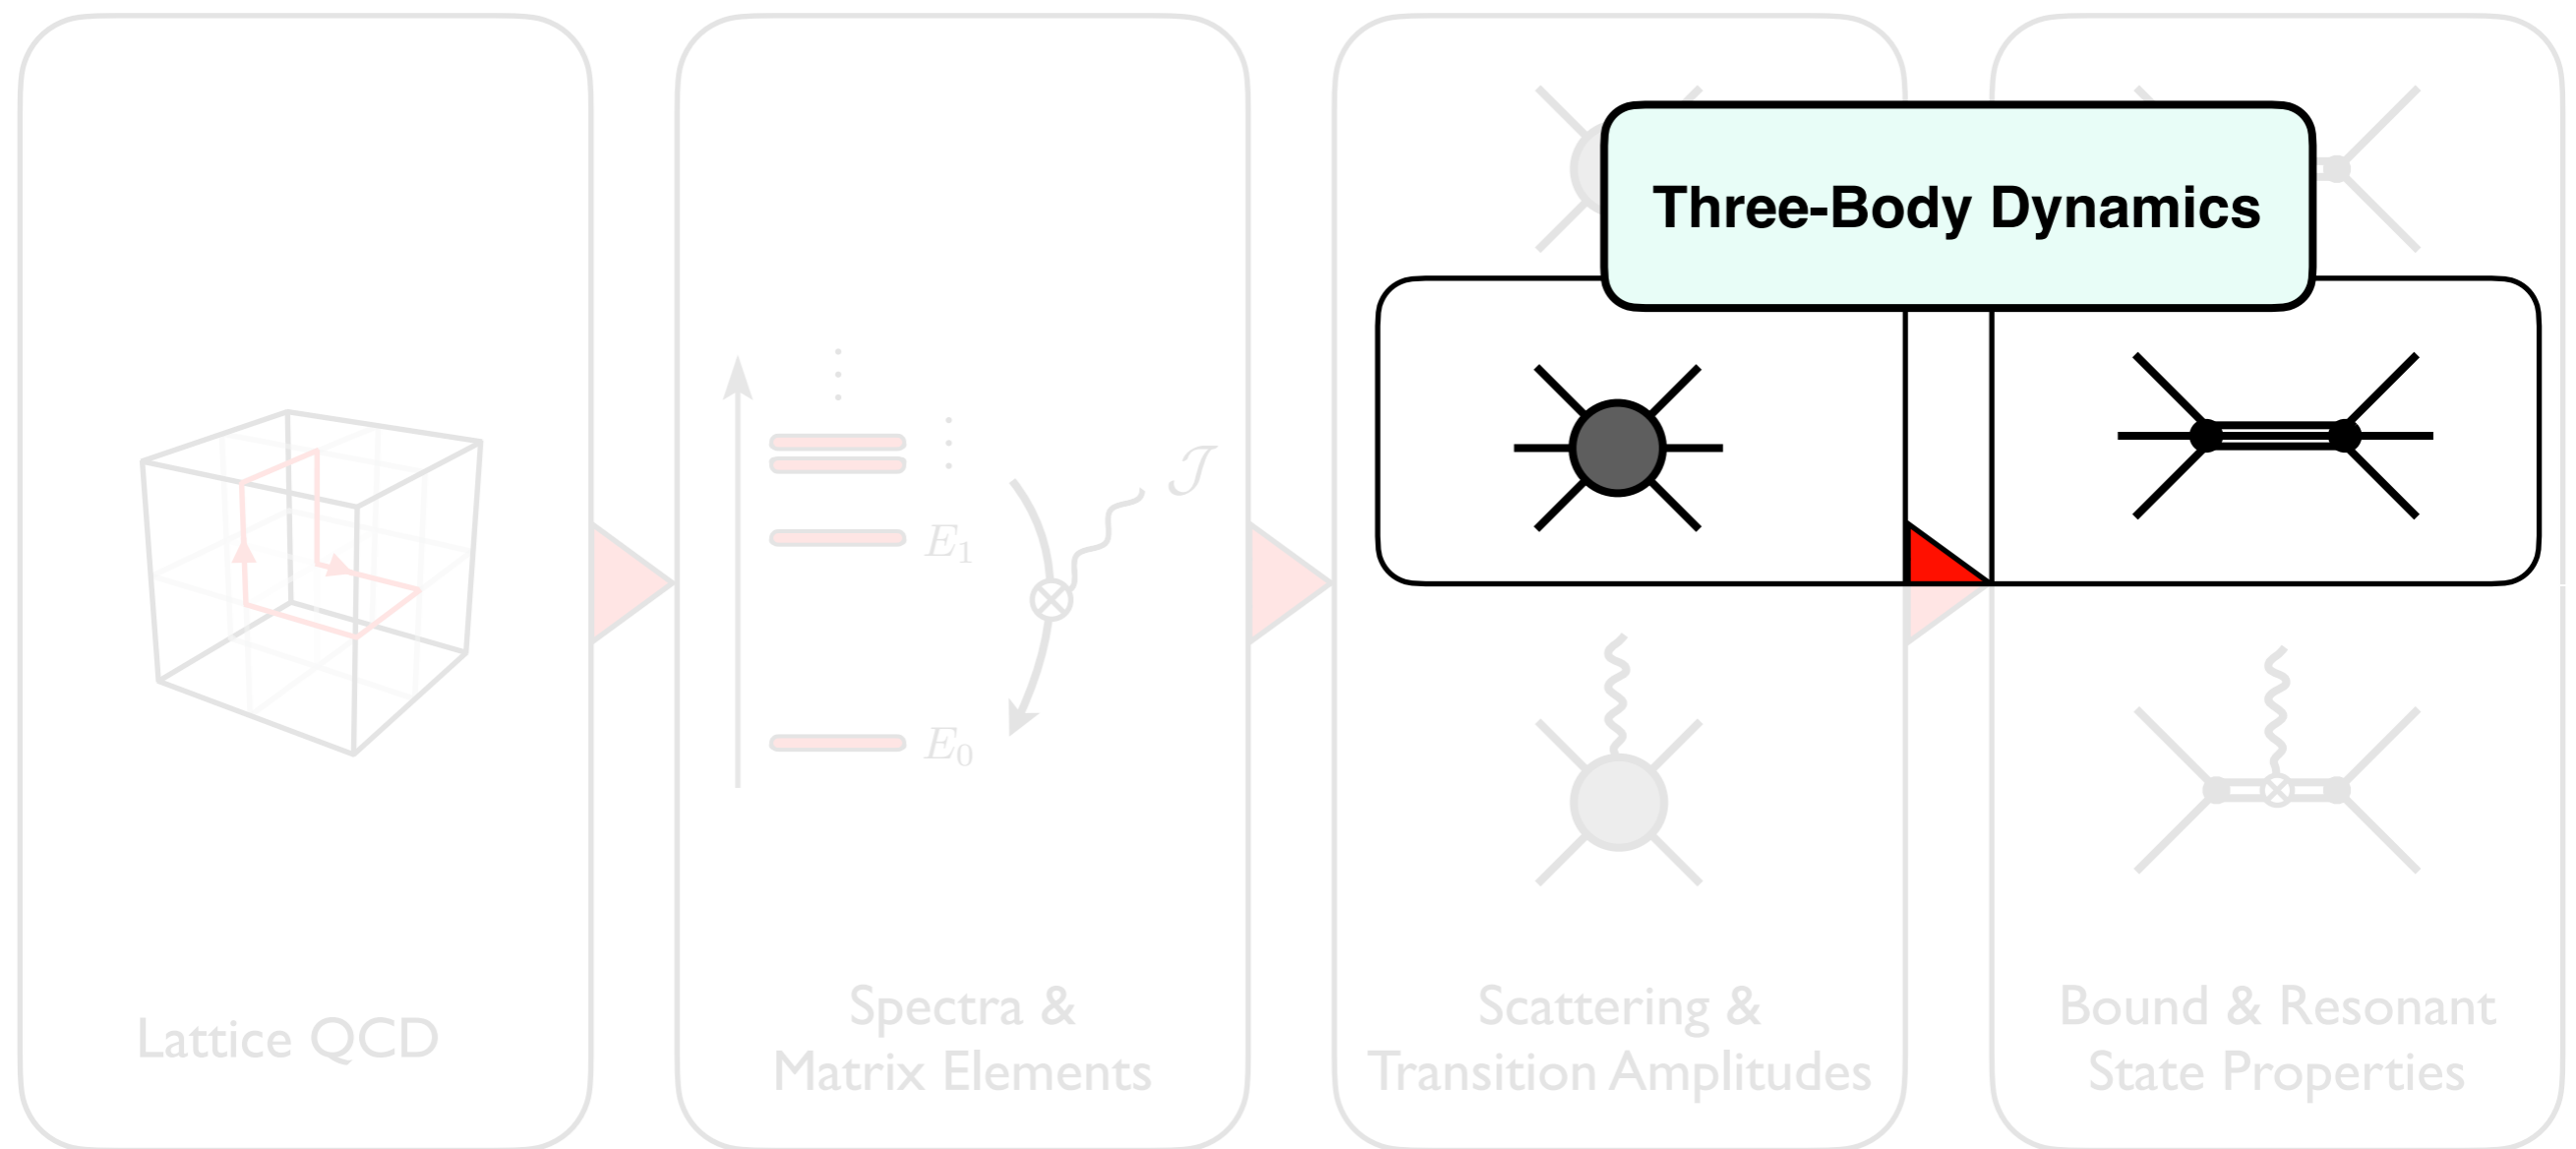 Three-Body Dynamics
𝒥
E₁
E₀
Lattice QCD
Spectra &
Matrix Elements
Scattering &
Transition Amplitudes
Bound & Resonant
State Properties